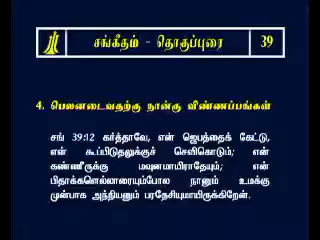 சங்கீதம் - தொகுப்புரை 39
4. பெலனடைவதற்கு நான்கு விண்ணப்பங்கள்
சங் 39:12 கர்த்தாவே, என் ஜெபத்தைக் கேட்டு,
என் கூப்பிடுதலுக்குச் செவிகொடும்; என்
கண்ணீருக்கு மவுனமாயிராதேயும்; என்
பிதாக்களெல்லாரையும்போல நானும் உமக்கு
முன்பாக அந்நியனும் பரதேசியுமாயிருக்கிறேன்.